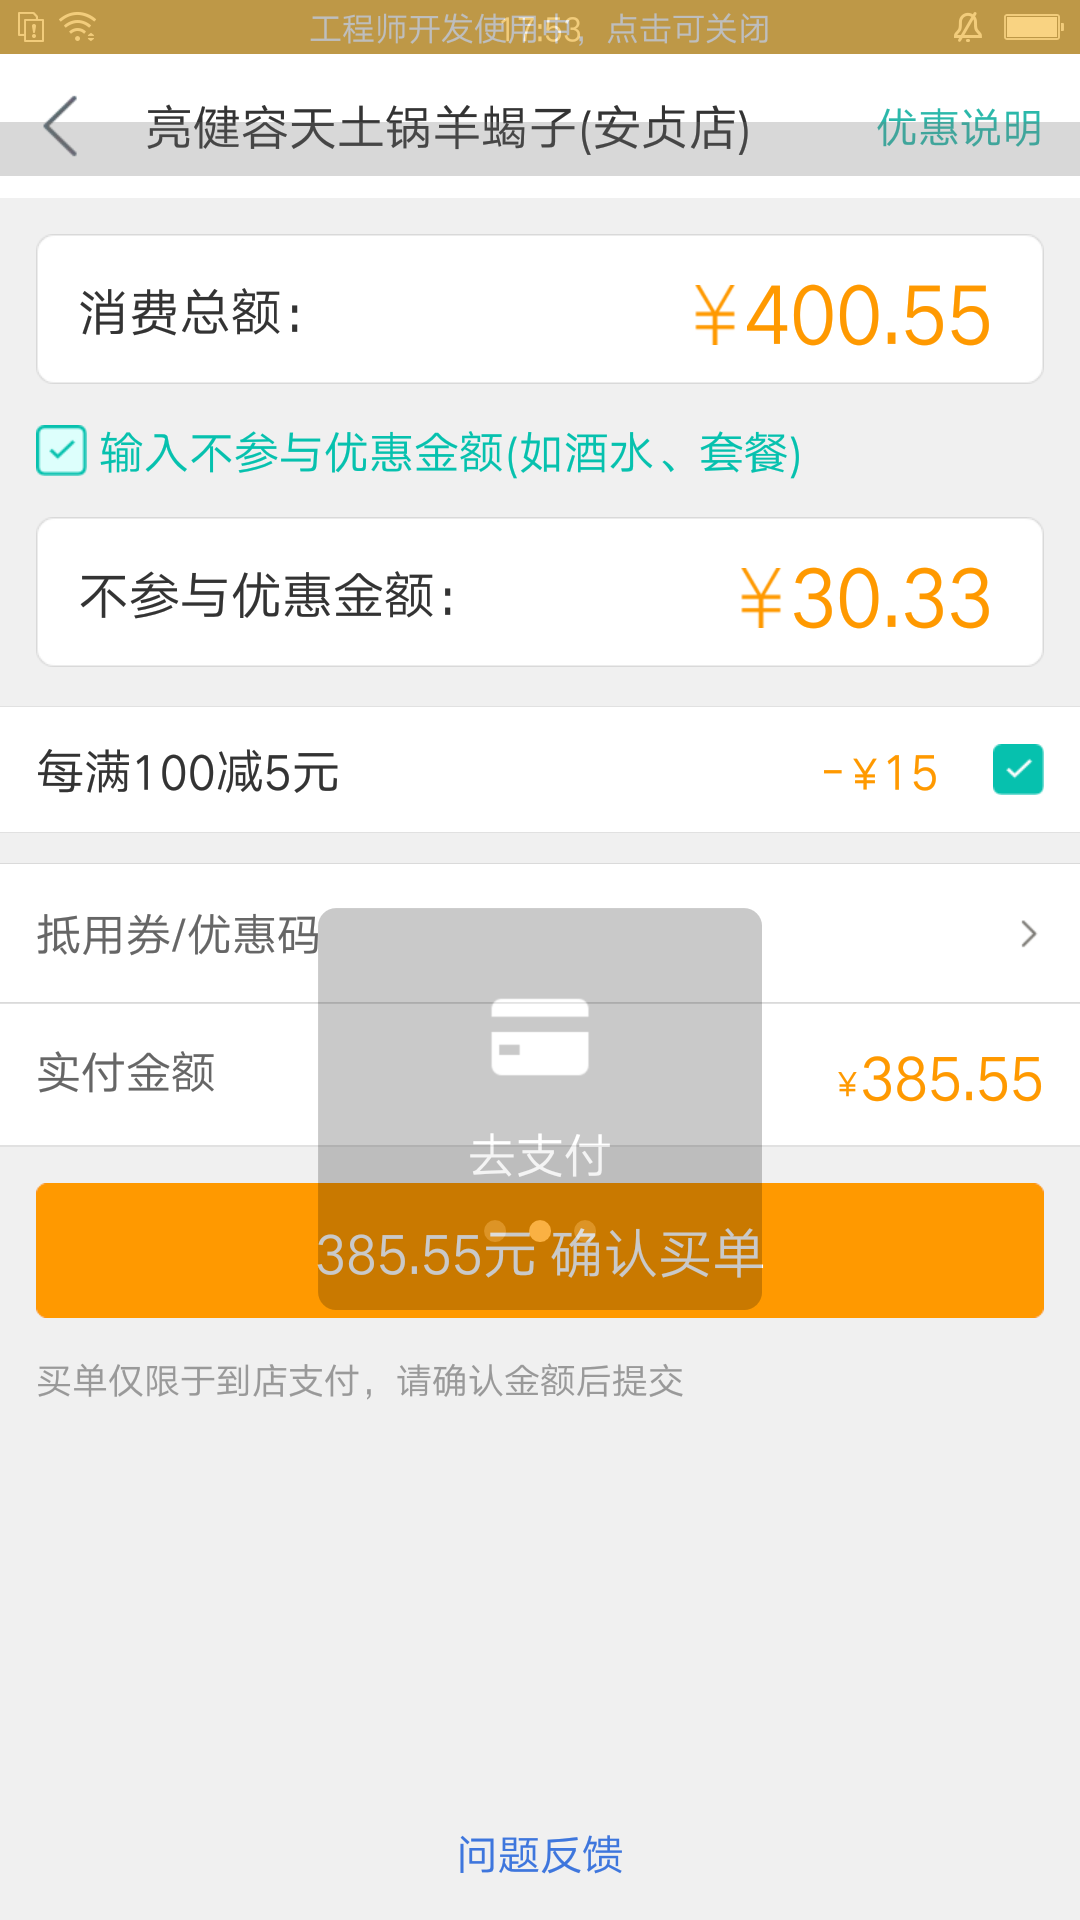 工程师开发使用中，点击可关闭
17:53
亮健容天土锅羊蝎子(安贞店)
优惠说明
消费总额:
¥400.55
输入不参与优惠金额(如酒水、套餐)
不参与优惠金额:
¥30.33
每满100减5元
-¥15
抵用券/优惠码
实付金额
¥385.55
去支付
385.55元 确认买单
买单仅限于到店支付，请确认金额后提交
问题反馈